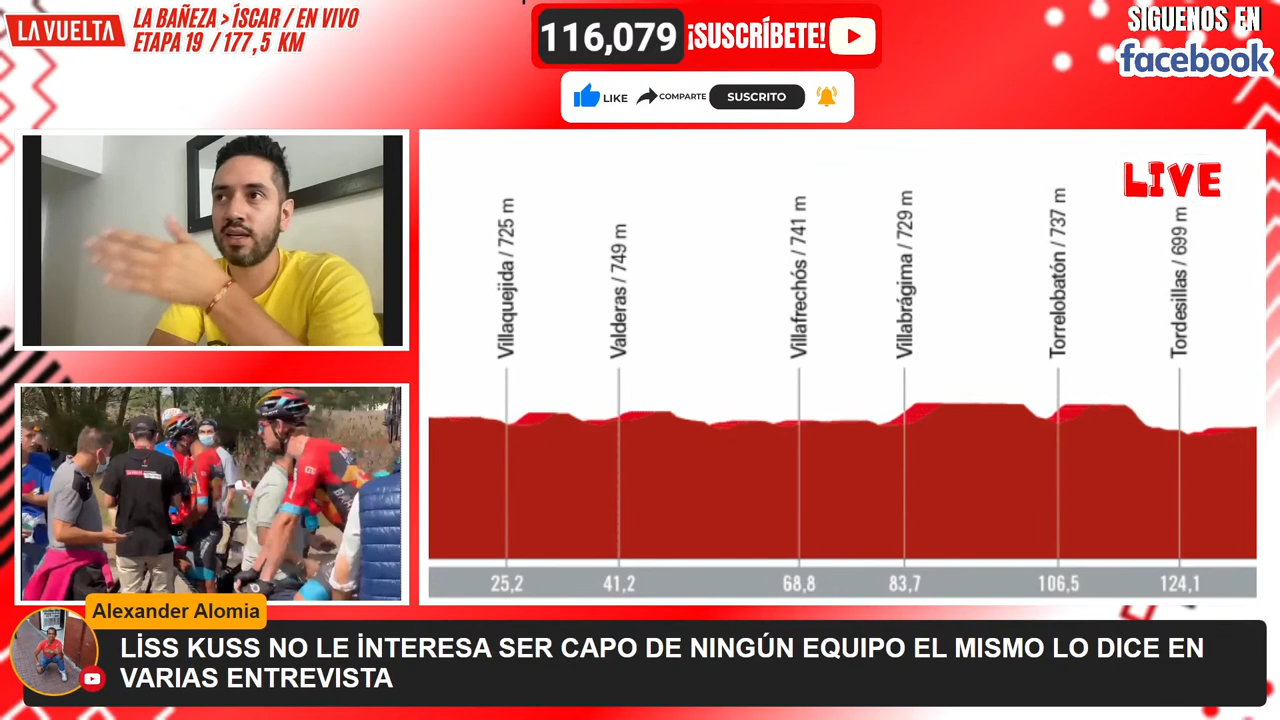 LA VUELTA
LA BAÑEZA > ÍSCAR / EN VIVO
ETAPA 19 / 177,5 KM
116,079
¡SUSCRÍBETE!
SIGUENOS EN
facebook
LIKE
COMPARTE
SUSCRITO
LIVE
Villaquejida / 725 m
Valderas / 749 m
Villafrechós / 741 m
Villabrágima / 729 m
Torrelobatón / 737 m
Tordesillas / 699 m
25,2
41,2
68,8
83,7
106,5
124,1
Alexander Alomia
LİSS KUSS NO LE İNTERESA SER CAPO DE NINGÚN EQUIPO EL MISMO LO DICE EN
VARIAS ENTREVISTA